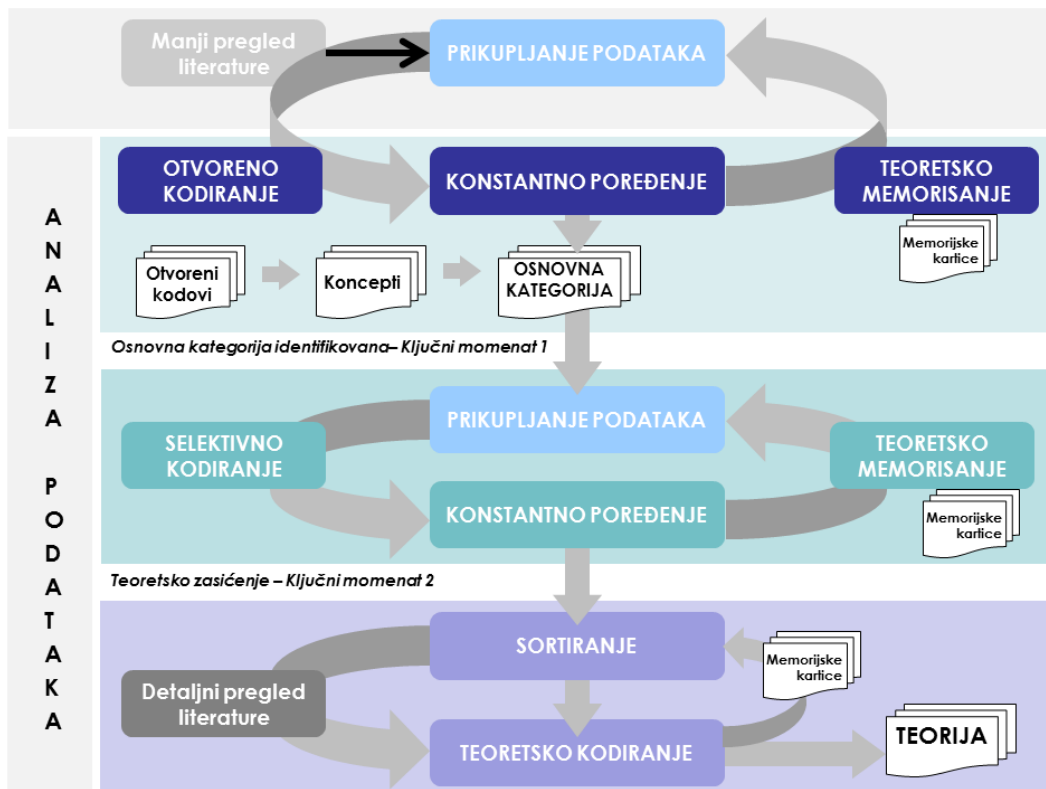 Manji pregled
literature
PRIKUPLJANJE PODATAKA
ANALIZA PODATAKA
OTVORENO
KODIRANJE
KONSTANTNO POREĐENJE
TEORETSKO
MEMORISANJE
Memorijske
kartice
Otvoreni
kodovi
Koncepti
OSNOVNA
KATEGORIJA
Osnovna kategorija identifikovana– Ključni momenat 1
PRIKUPLJANJE PODATAKA
SELEKTIVNO
KODIRANJE
TEORETSKO
MEMORISANJE
KONSTANTNO POREĐENJE
Memorijske
kartice
Teoretsko zasićenje – Ključni momenat 2
SORTIRANJE
Memorijske
kartice
Detaljni pregled
literature
TEORETSKO KODIRANJE
TEORIJA